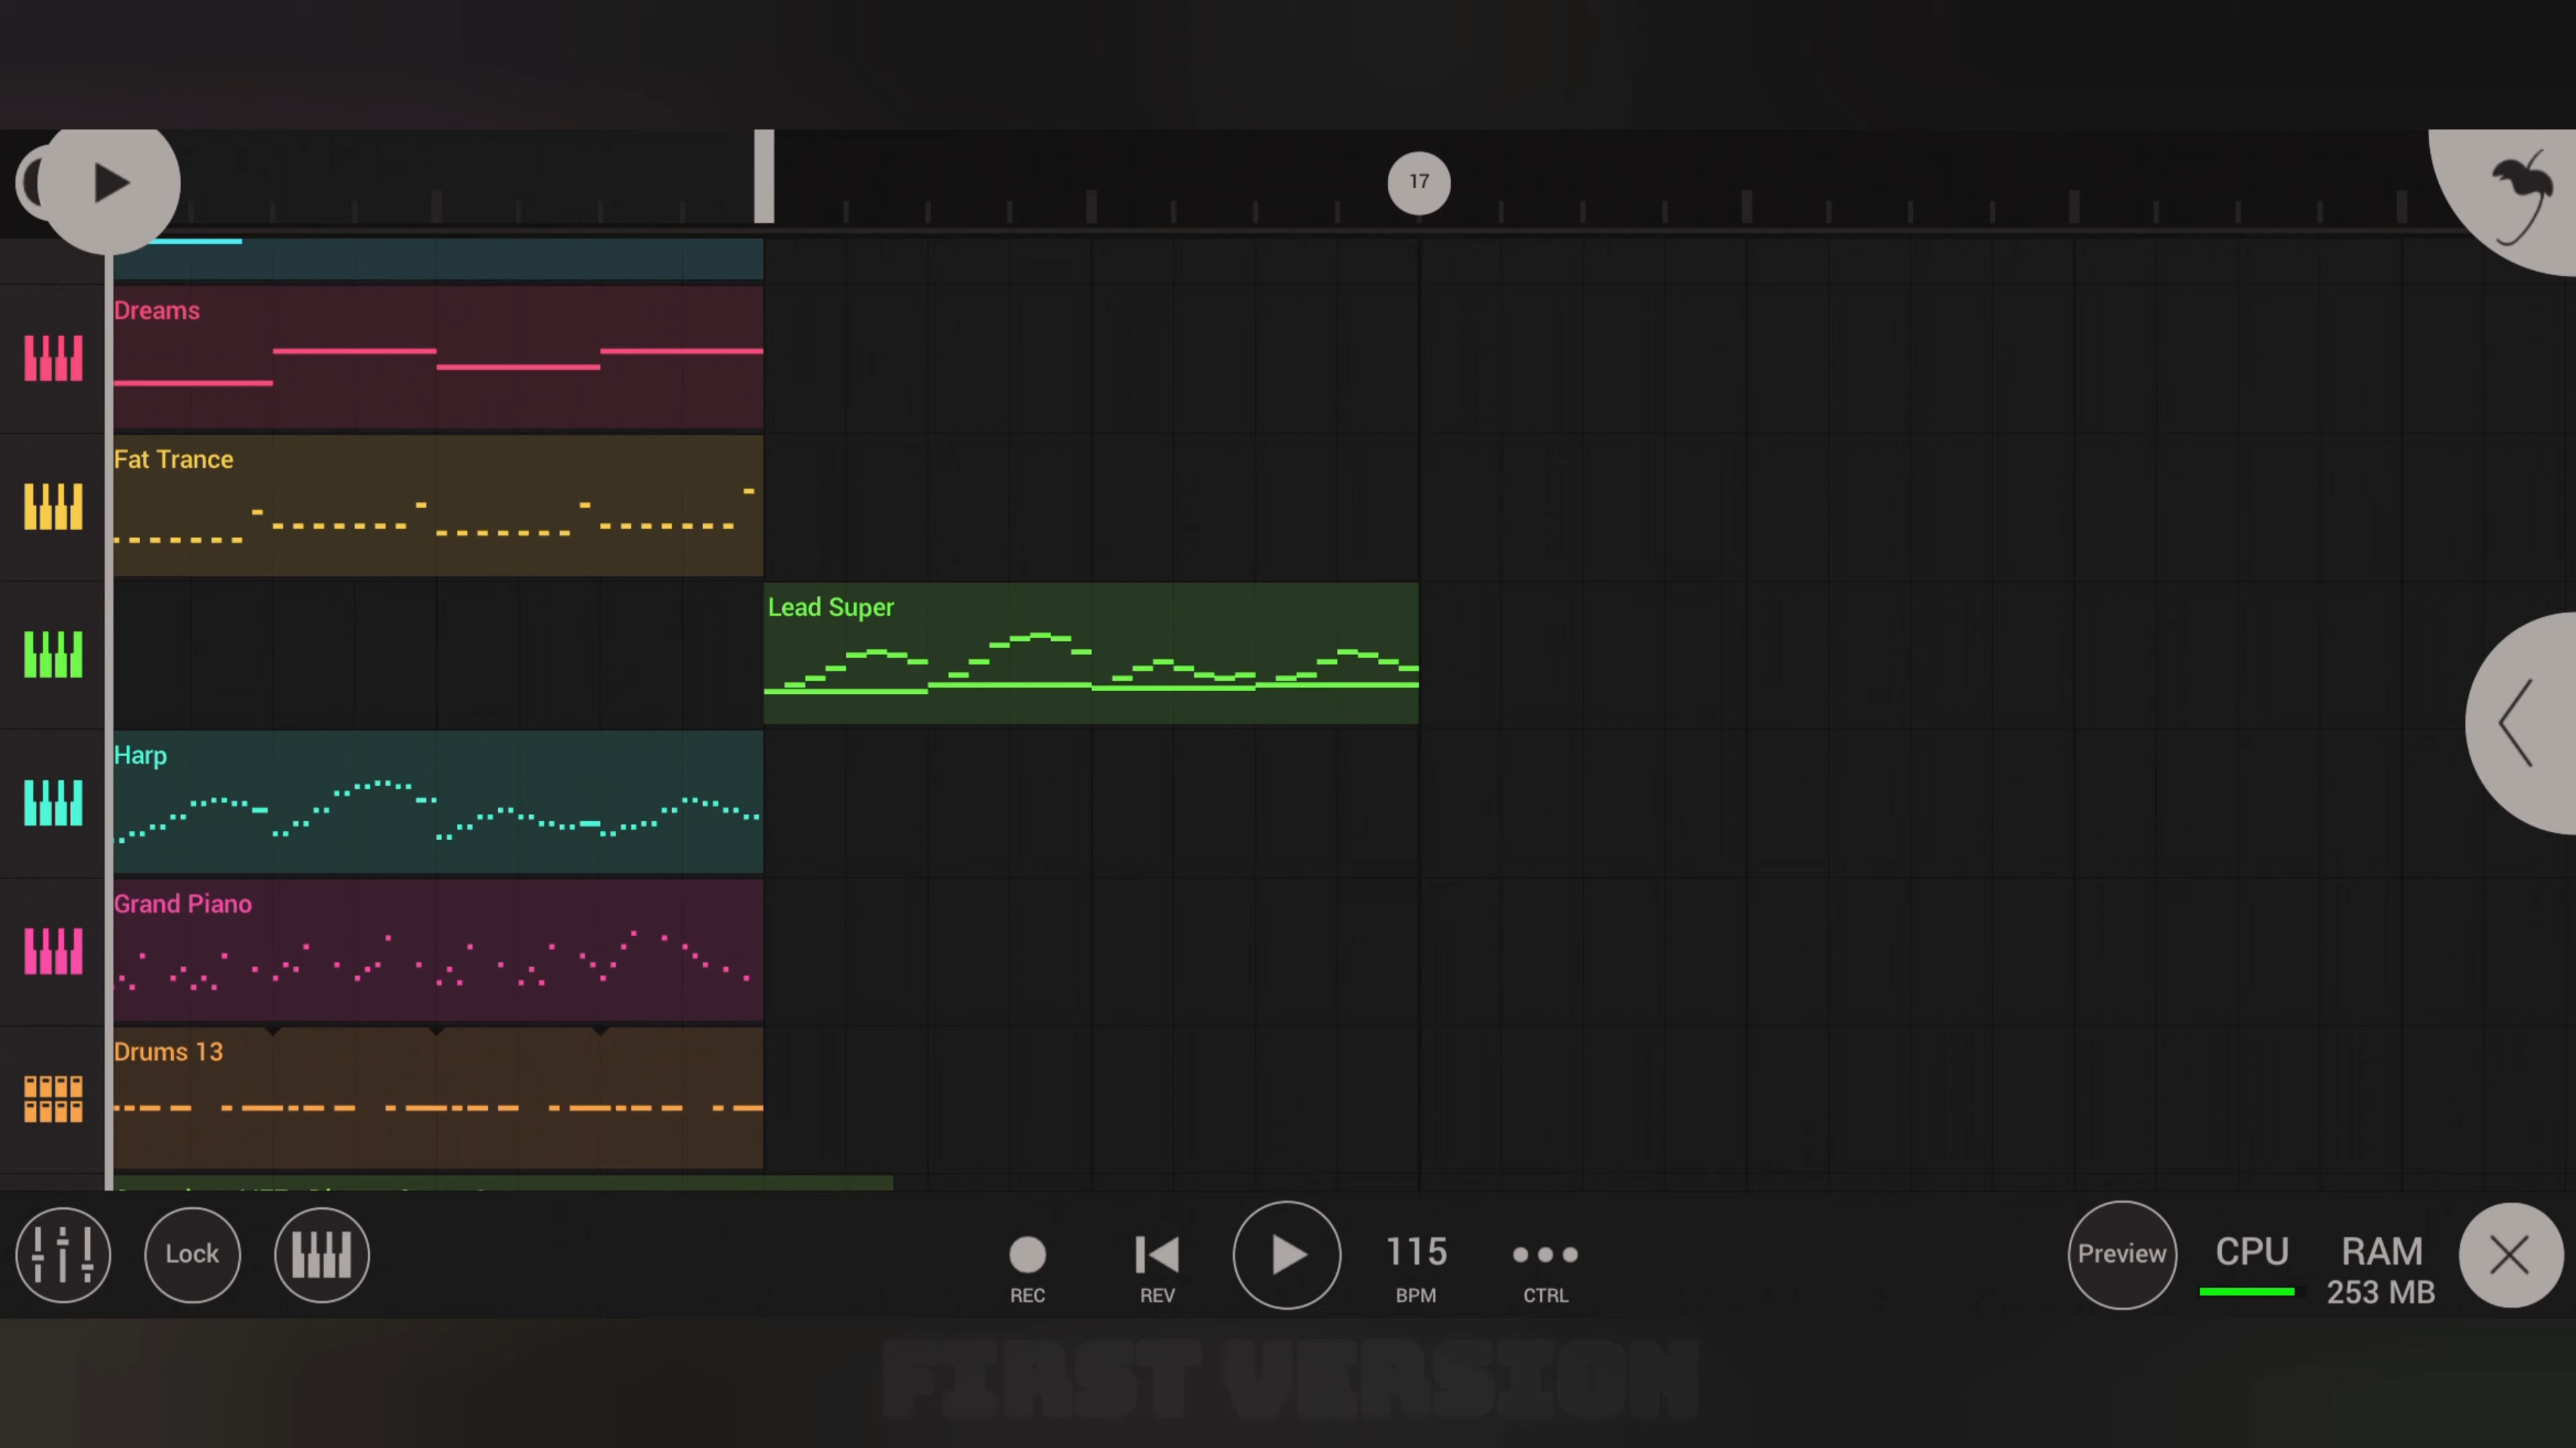 17
Dreams
Fat Trance
Lead Super
Harp
Grand Piano
Drums 13
Lock
REC
REV
115
BPM
CTRL
Preview
CPU
RAM
253 MB
FIRST VERSION